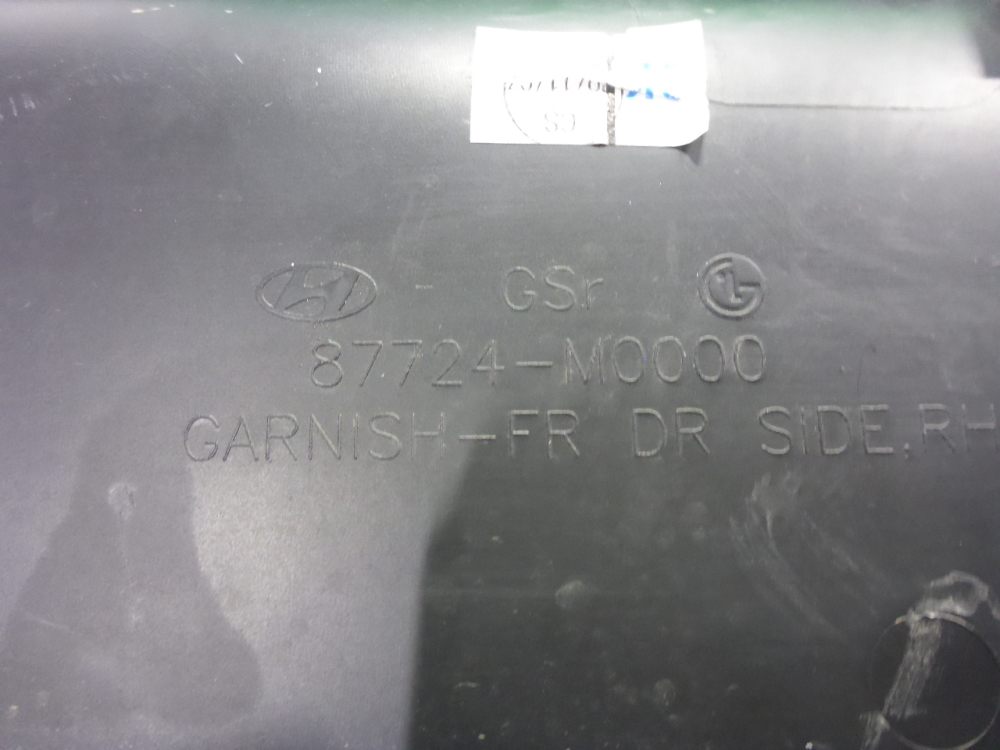 GSr
87724-M0000
GARNISH-FR DR SIDE,RH